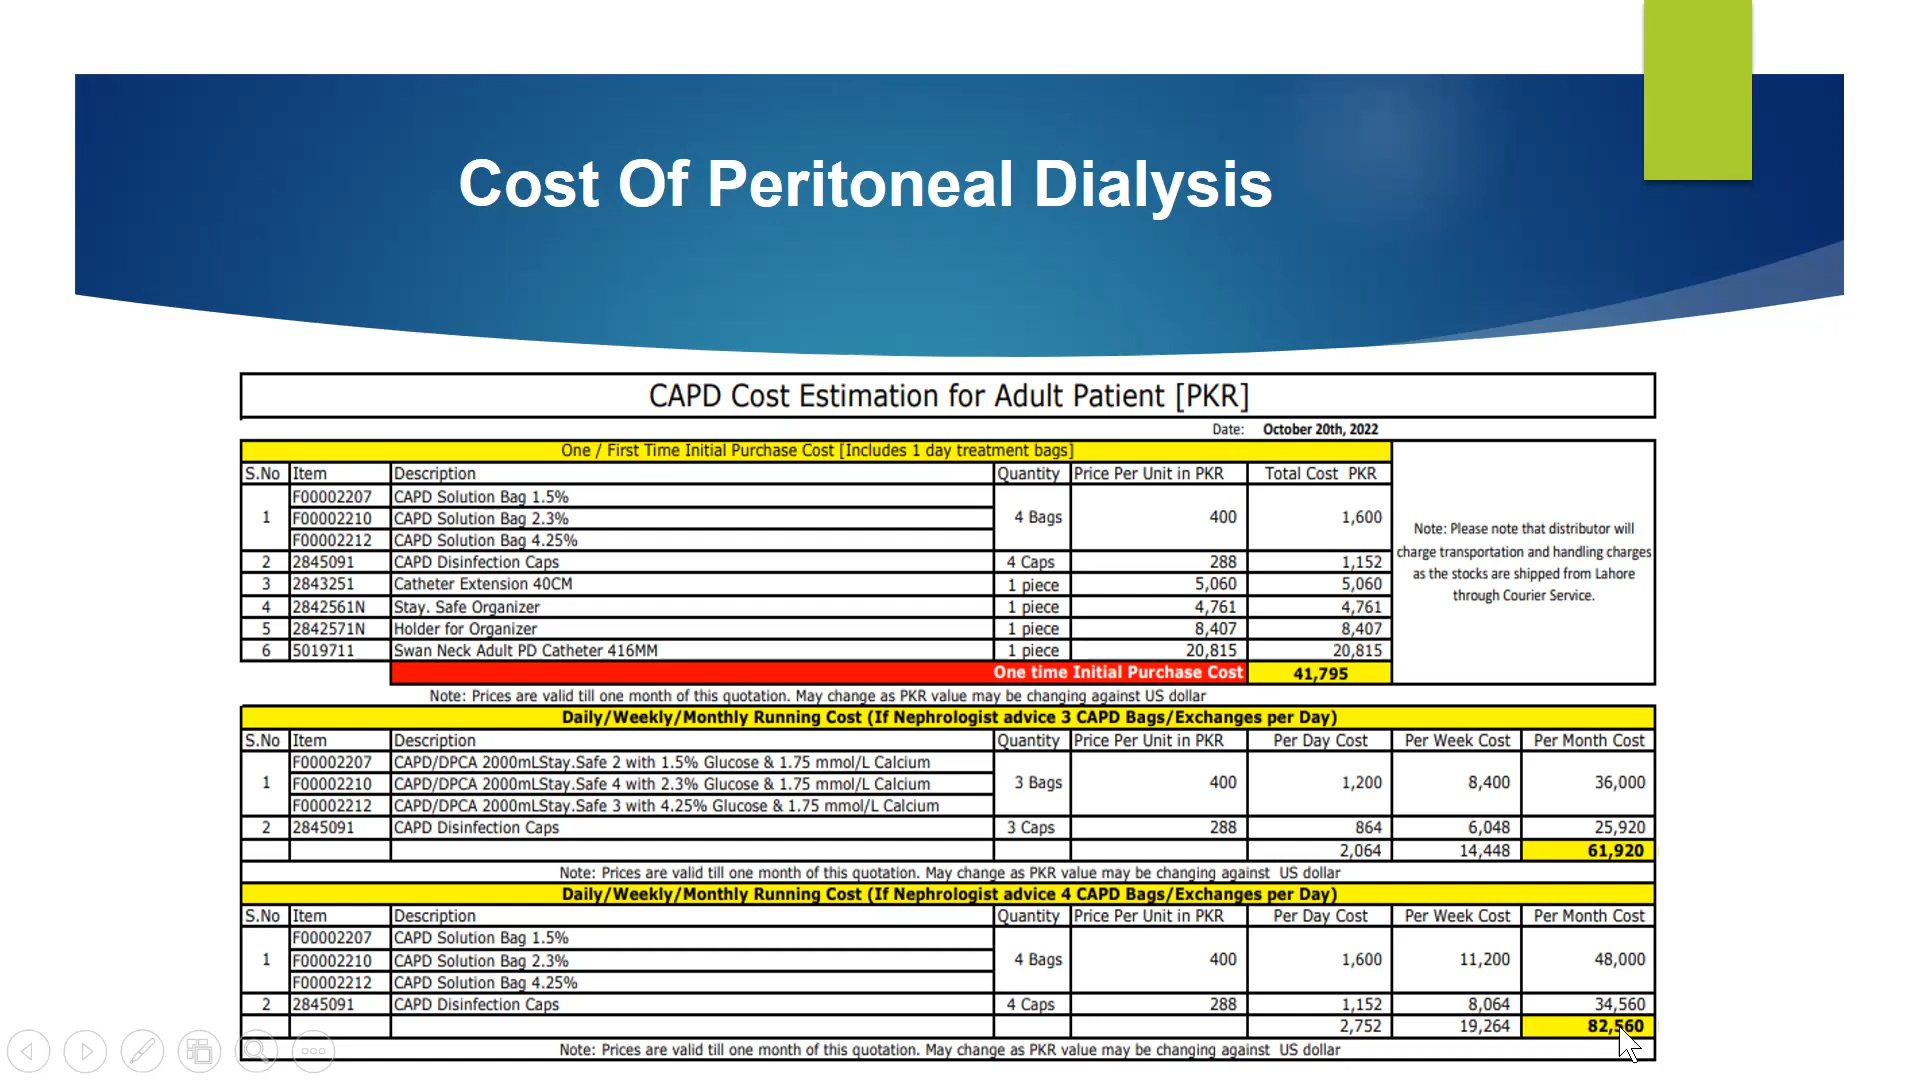 Cost Of Peritoneal Dialysis
CAPD Cost Estimation for Adult Patient [PKR]
Date: October 20th, 2022
One / First Time Initial Purchase Cost [Includes 1 day treatment bags]
S.No Item Description Quantity Price Per Unit in PKR Total Cost PKR
1 F00002207 CAPD Solution Bag 1.5% 4 Bags 400 1,600
F00002210 CAPD Solution Bag 2.3%
F00002212 CAPD Solution Bag 4.25%
2 2845091 CAPD Disinfection Caps 4 Caps 288 1,152
3 2843251 Catheter Extension 40CM 1 piece 5,060 5,060
4 2842561N Stay. Safe Organizer 1 piece 4,761 4,761
5 2842571N Holder for Organizer 1 piece 8,407 8,407
6 5019711 Swan Neck Adult PD Catheter 416MM 1 piece 20,815 20,815
One time Initial Purchase Cost 41,795
Note: Please note that distributor will
charge transportation and handling charges
as the stocks are shipped from Lahore
through Courier Service.
Note: Prices are valid till one month of this quotation. May change as PKR value may be changing against US dollar
Daily/Weekly/Monthly Running Cost (If Nephrologist advice 3 CAPD Bags/Exchanges per Day)
S.No Item Description Quantity Price Per Unit in PKR Per Day Cost Per Week Cost Per Month Cost
1 F00002207 CAPD/DPCA 2000mLStay.Safe 2 with 1.5% Glucose & 1.75 mmol/L Calcium 3 Bags 400 1,200 8,400 36,000
F00002210 CAPD/DPCA 2000mLStay.Safe 4 with 2.3% Glucose & 1.75 mmol/L Calcium
F00002212 CAPD/DPCA 2000mLStay.Safe 3 with 4.25% Glucose & 1.75 mmol/L Calcium
2 2845091 CAPD Disinfection Caps 3 Caps 288 864 6,048 25,920
2,064 14,448 61,920
Note: Prices are valid till one month of this quotation. May change as PKR value may be changing against US dollar
Daily/Weekly/Monthly Running Cost (If Nephrologist advice 4 CAPD Bags/Exchanges per Day)
S.No Item Description Quantity Price Per Unit in PKR Per Day Cost Per Week Cost Per Month Cost
1 F00002207 CAPD Solution Bag 1.5% 4 Bags 400 1,600 11,200 48,000
F00002210 CAPD Solution Bag 2.3%
F00002212 CAPD Solution Bag 4.25%
2 2845091 CAPD Disinfection Caps 4 Caps 288 1,152 8,064 34,560
2,752 19,264 82,560
Note: Prices are valid till one month of this quotation. May change as PKR value may be changing against US dollar